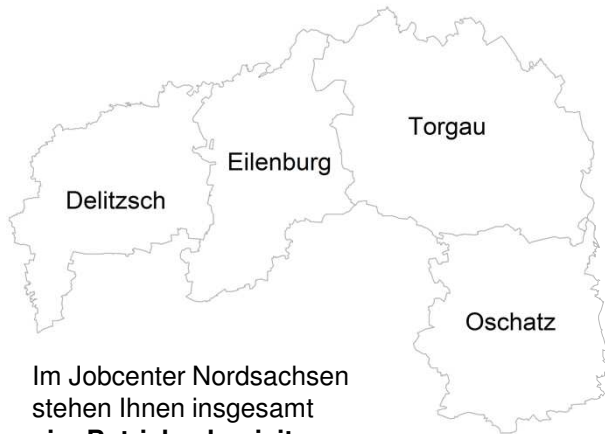 Torgau
Eilenburg
Delitzsch
Oschatz
Im Jobcenter Nordsachsen
stehen Ihnen insgesamt